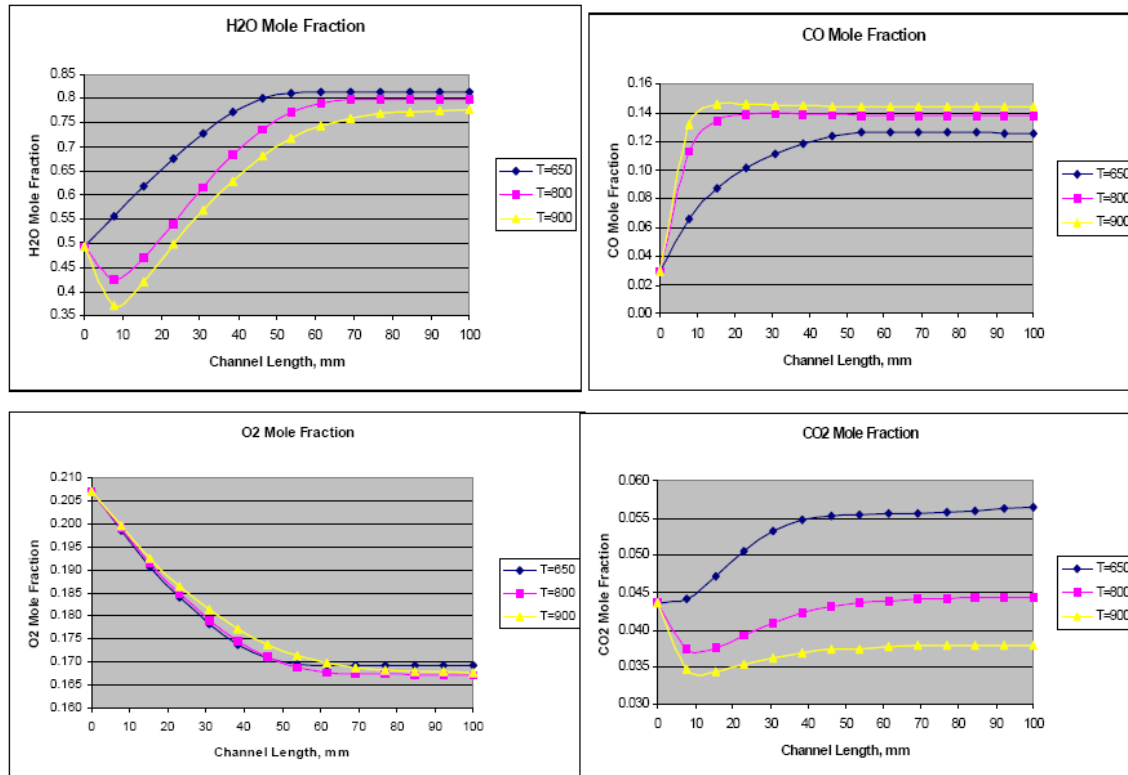 H2O Mole Fraction
H2O Mole Fraction
0.85
0.8
0.75
0.7
0.65
0.6
0.55
0.5
0.45
0.4
0.35
0 10 20 30 40 50 60 70 80 90 100
Channel Length, mm
T=650
T=800
T=900
CO Mole Fraction
CO Mole Fraction
0.16
0.14
0.12
0.10
0.08
0.06
0.04
0.02
0.00
0 10 20 30 40 50 60 70 80 90 100
Channel Length, mm
T=650
T=800
T=900
O2 Mole Fraction
O2 Mole Fraction
0.210
0.205
0.200
0.195
0.190
0.185
0.180
0.175
0.170
0.165
0.160
0 10 20 30 40 50 60 70 80 90 100
Channel Length, mm
T=650
T=800
T=900
CO2 Mole Fraction
CO2 Mole Fraction
0.060
0.055
0.050
0.045
0.040
0.035
0.030
0 10 20 30 40 50 60 70 80 90 100
Channel Length, mm
T=650
T=800
T=900